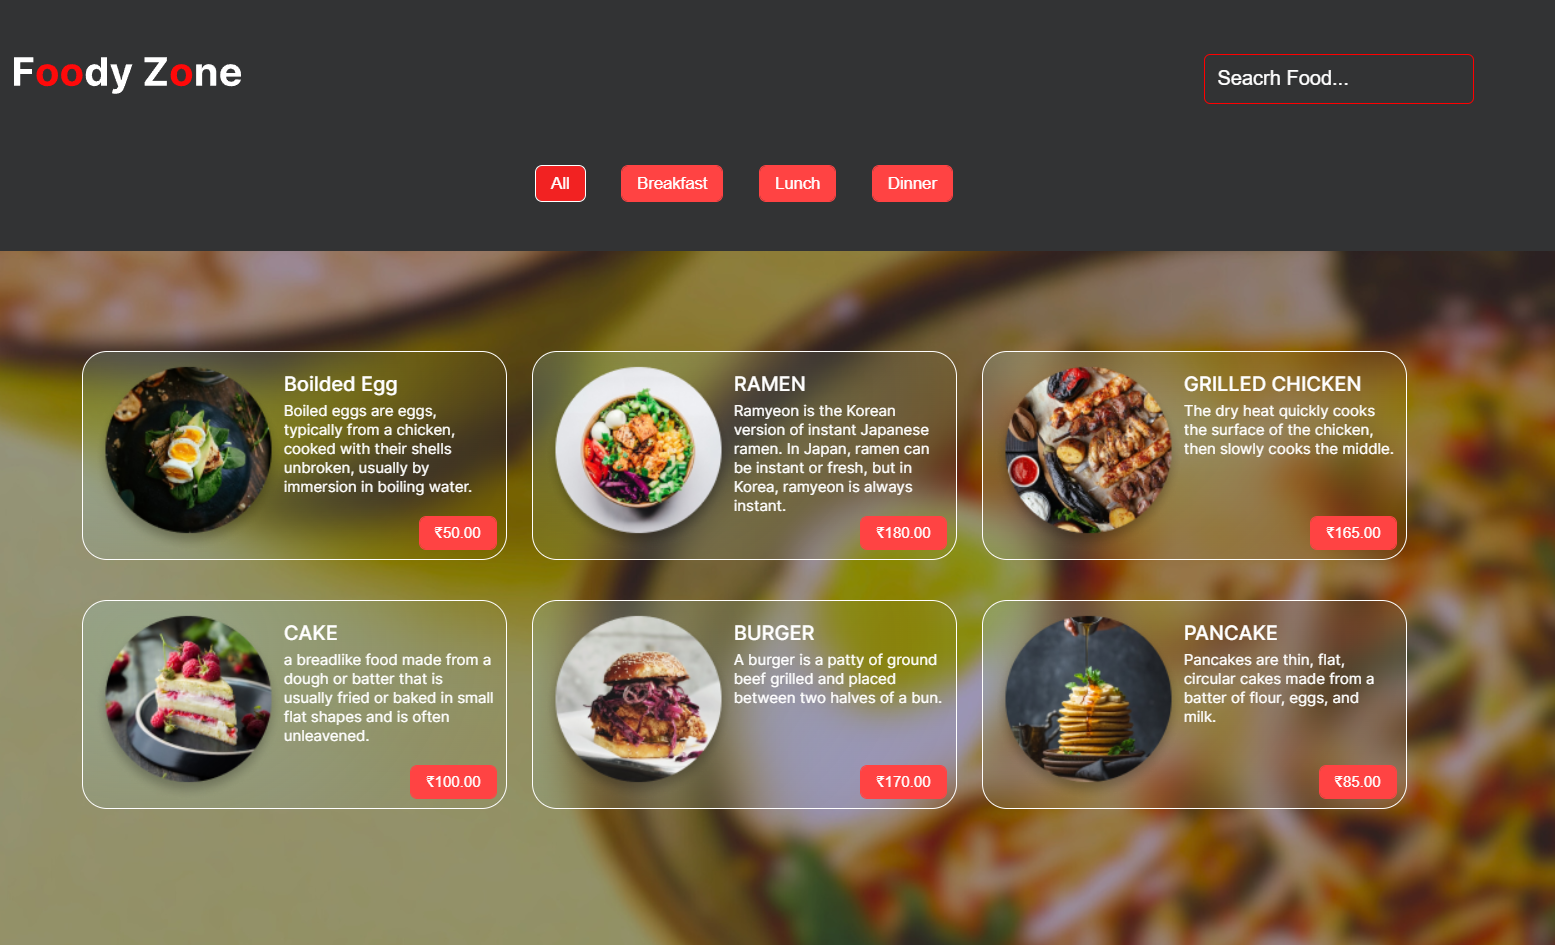 Foody Zone
Seacrh Food...
All
Breakfast
Lunch
Dinner
Boilded Egg
Boiled eggs are eggs,
typically from a chicken,
cooked with their shells
unbroken, usually by
immersion in boiling water.
₹50.00
RAMEN
Ramyeon is the Korean
version of instant Japanese
ramen. In Japan, ramen can
be instant or fresh, but in
Korea, ramyeon is always
instant.
₹180.00
GRILLED CHICKEN
The dry heat quickly cooks
the surface of the chicken,
then slowly cooks the middle.
₹165.00
CAKE
a breadlike food made from a
dough or batter that is
usually fried or baked in small
flat shapes and is often
unleavened.
₹100.00
BURGER
A burger is a patty of ground
beef grilled and placed
between two halves of a bun.
₹170.00
PANCAKE
Pancakes are thin, flat,
circular cakes made from a
batter of flour, eggs, and
milk.
₹85.00